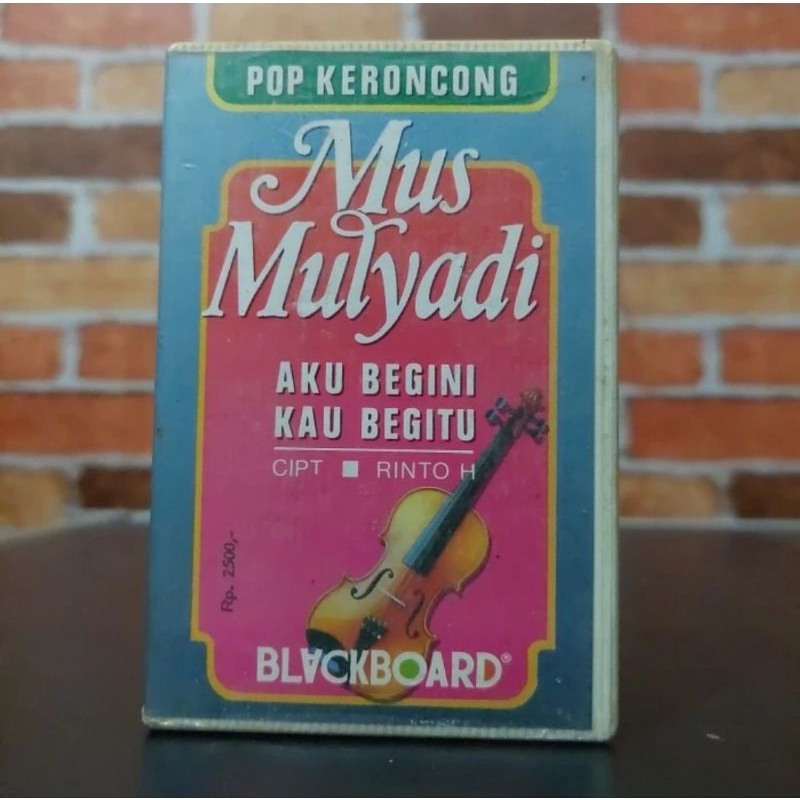 POP KERONCONG
Mus
Mulyadi
AKU BEGINI
KAU BEGITU
CIPT ■ RINTO H
Rp. 2500,-
BLACKBOARD®